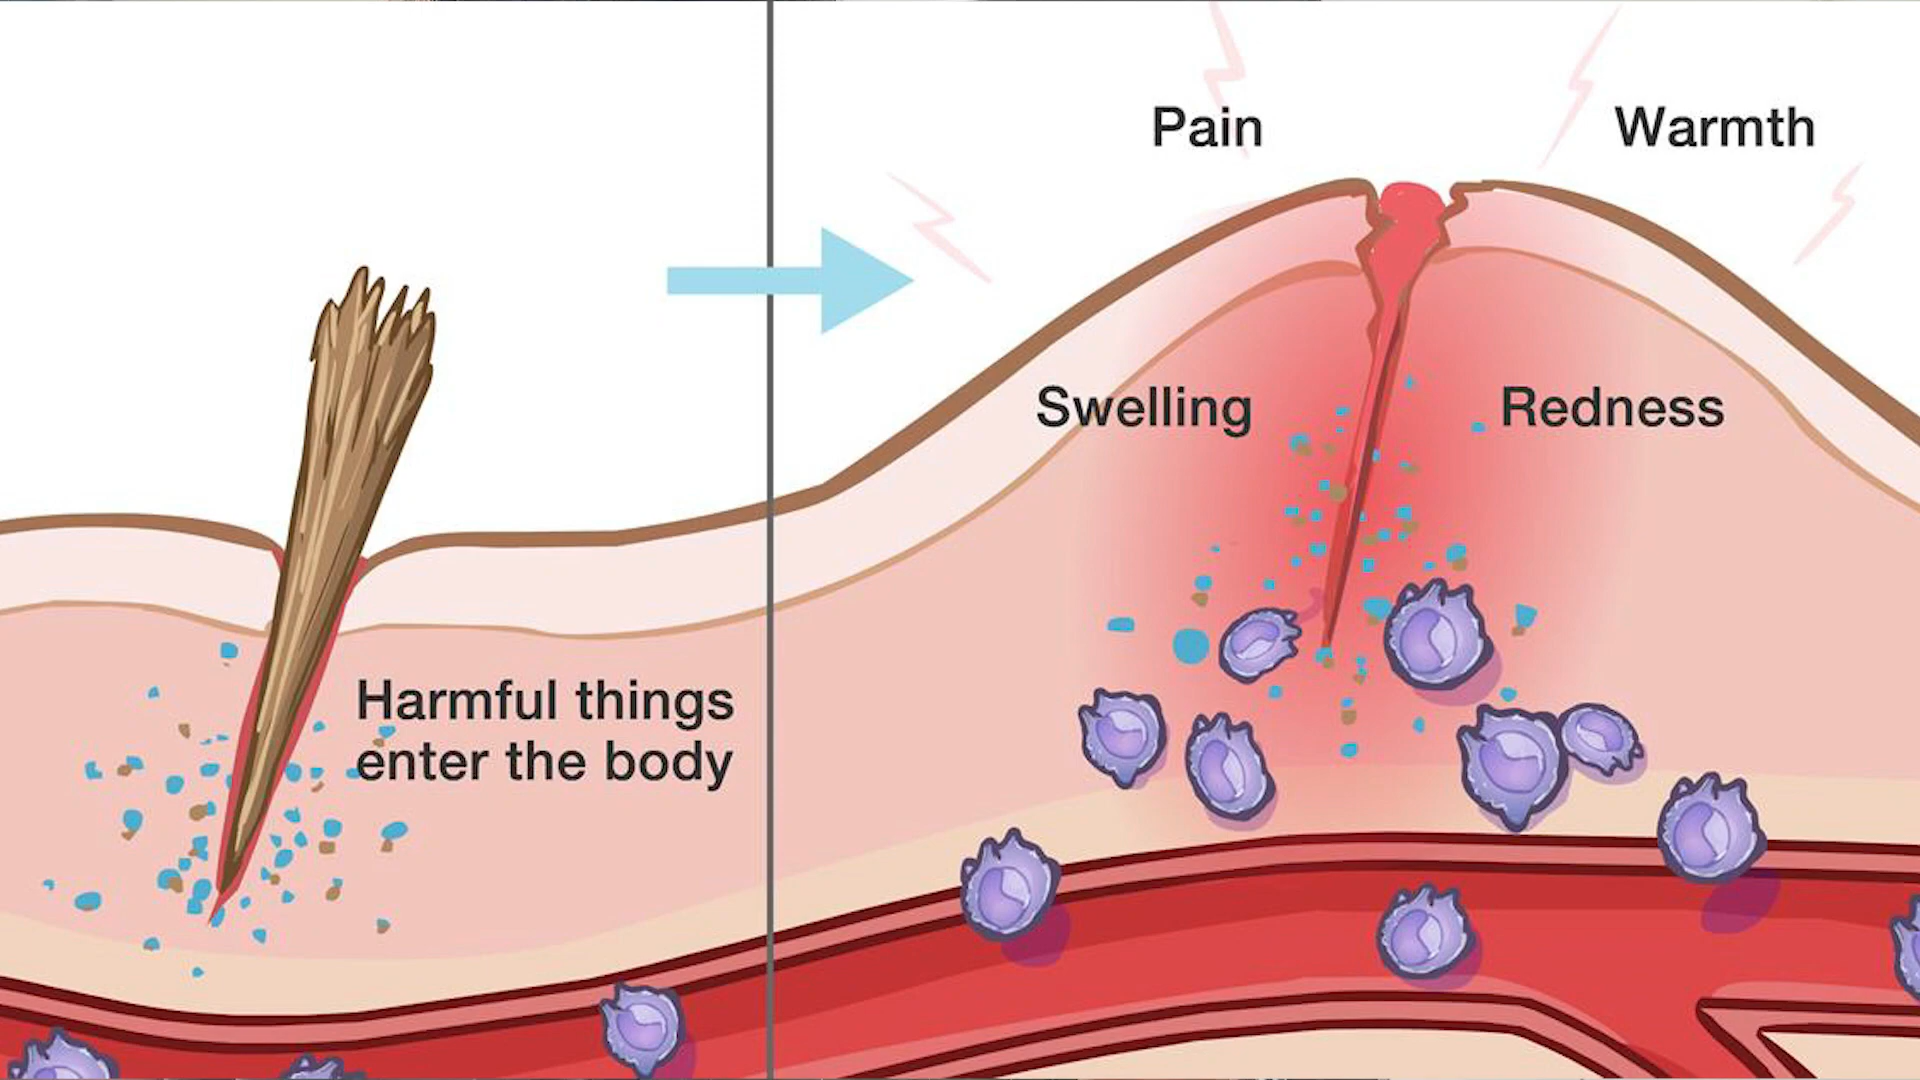 Pain
Warmth
Swelling
Redness
Harmful things
enter the body